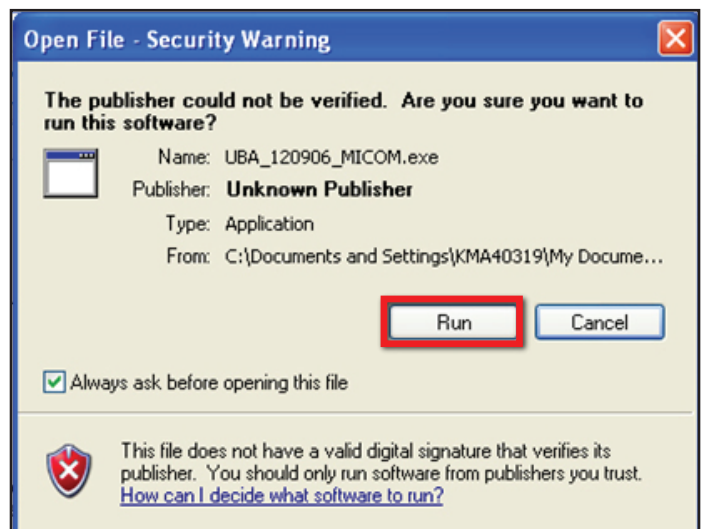 Open File - Security Warning
The publisher could not be verified.  Are you sure you want to
run this software?
Name: UBA_120906_MICOM.exe
Publisher: Unknown Publisher
Type: Application
From: C:\Documents and Settings\KMA40319\My Docume...
Run Cancel
Always ask before opening this file
This file does not have a valid digital signature that verifies its
publisher.  You should only run software from publishers you trust.
How can I decide what software to run?